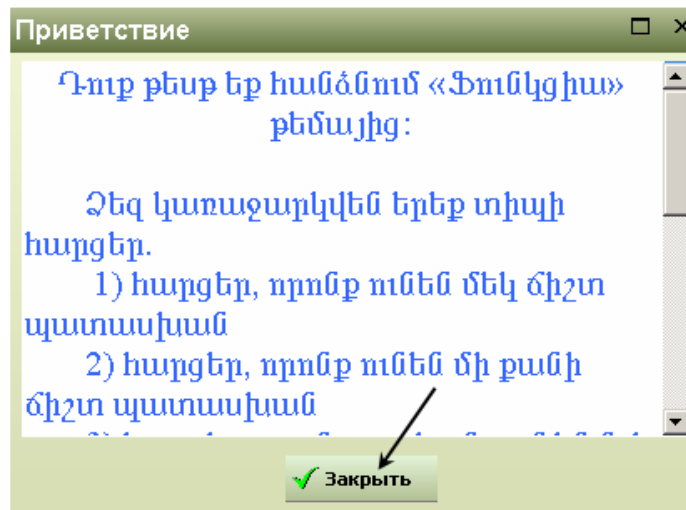 Приветствие
Դուք թեսթ եք հանձնում «Ֆունկցիա»
թեմայից:
Ձեզ կառաջարկվեն երեք տիպի
հարցեր.
1) հարցեր, որոնք ունեն մեկ ճիշտ
պատասխան
2) հարցեր, որոնք ունեն մի քանի
ճիշտ պատասխան
Закрыть